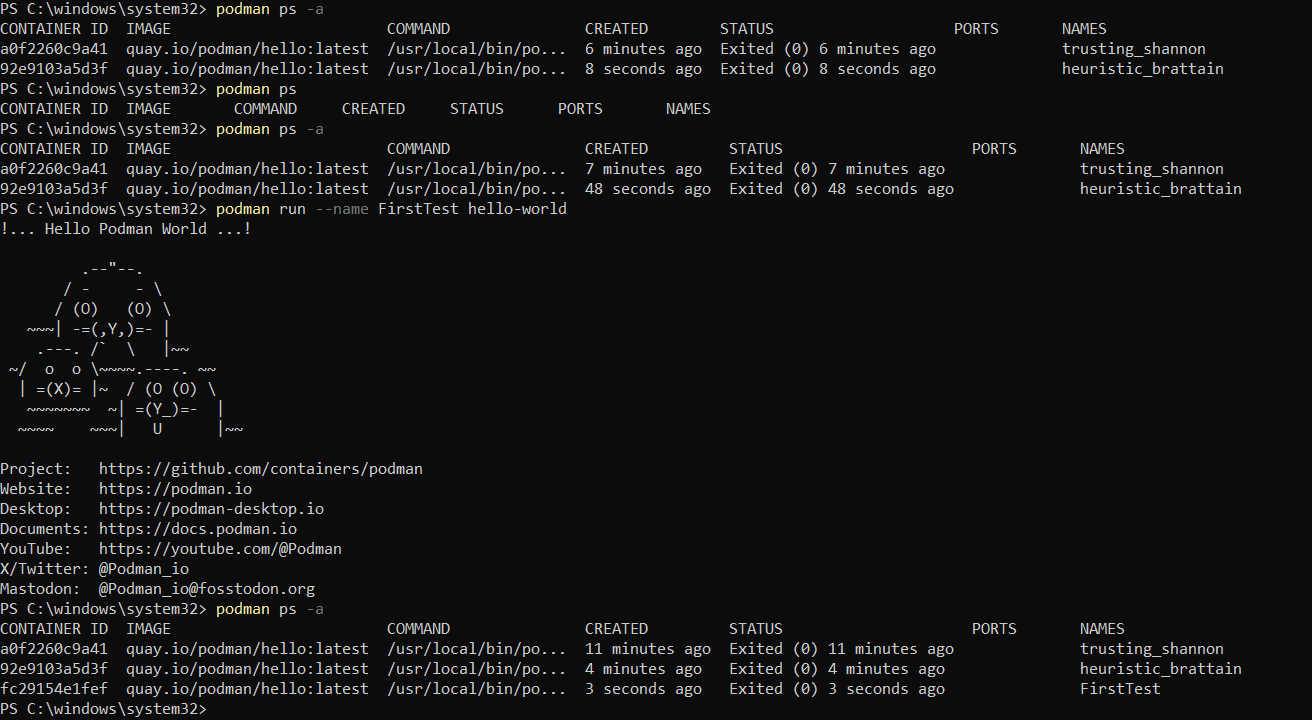 PS C:\windows\system32> podman ps -a
CONTAINER ID  IMAGE                        COMMAND               CREATED        STATUS                    PORTS       NAMES
a0f2260c9a41  quay.io/podman/hello:latest  /usr/local/bin/po...  6 minutes ago  Exited (0) 6 minutes ago              trusting_shannon
92e9103a5d3f  quay.io/podman/hello:latest  /usr/local/bin/po...  8 seconds ago  Exited (0) 8 seconds ago              heuristic_brattain
PS C:\windows\system32> podman ps
CONTAINER ID  IMAGE       COMMAND     CREATED     STATUS      PORTS       NAMES
PS C:\windows\system32> podman ps -a
CONTAINER ID  IMAGE                        COMMAND               CREATED         STATUS                     PORTS       NAMES
a0f2260c9a41  quay.io/podman/hello:latest  /usr/local/bin/po...  7 minutes ago   Exited (0) 7 minutes ago               trusting_shannon
92e9103a5d3f  quay.io/podman/hello:latest  /usr/local/bin/po...  48 seconds ago  Exited (0) 48 seconds ago              heuristic_brattain
PS C:\windows\system32> podman run --name FirstTest hello-world
!... Hello Podman World ...!

         .--"--.
       / -     - \
      / (O)   (O) \
   ~~~| -=(,Y,)=- |
    .---. /`  \   |~~
 ~/  o  o \~~~~.----. ~~
  | =(X)= |~  / (O (O) \
   ~~~~~~~  ~| =(Y_)=-  |
  ~~~~    ~~~|   U      |~~

Project:   https://github.com/containers/podman
Website:   https://podman.io
Desktop:   https://podman-desktop.io
Documents: https://docs.podman.io
YouTube:   https://youtube.com/@Podman
X/Twitter: @Podman_io
Mastodon:  @Podman_io@fosstodon.org
PS C:\windows\system32> podman ps -a
CONTAINER ID  IMAGE                        COMMAND               CREATED         STATUS                     PORTS       NAMES
a0f2260c9a41  quay.io/podman/hello:latest  /usr/local/bin/po...  11 minutes ago  Exited (0) 11 minutes ago              trusting_shannon
92e9103a5d3f  quay.io/podman/hello:latest  /usr/local/bin/po...  4 minutes ago   Exited (0) 4 minutes ago               heuristic_brattain
fc29154e1fef  quay.io/podman/hello:latest  /usr/local/bin/po...  3 seconds ago   Exited (0) 3 seconds ago               FirstTest
PS C:\windows\system32>